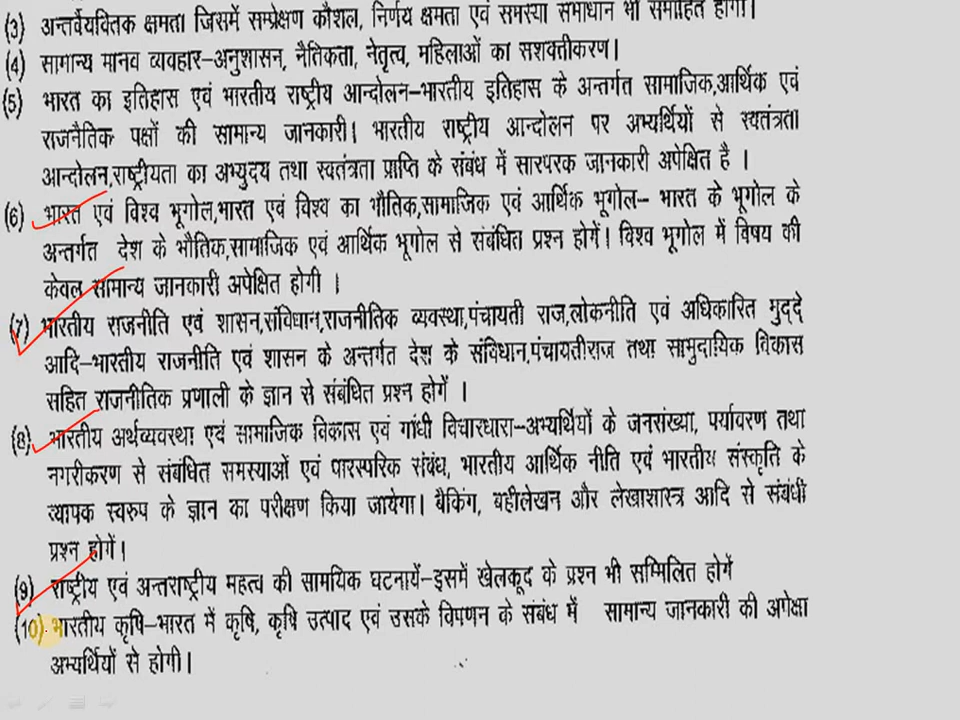 (3) अन्तर्वैयक्तिक क्षमता जिसमें सम्प्रेक्षण कौशल, निर्णय क्षमता एवं समस्या समाधान भी समाहित होगी।
(4) सामान्य मानव व्यवहार–अनुशासन, नैतिकता, नेतृत्व, महिलाओं का सशक्तीकरण।
(5) भारत का इतिहास एवं भारतीय राष्ट्रीय आन्दोलन–भारतीय इतिहास के अन्तर्गत सामाजिक,आर्थिक एवं
राजनैतिक पक्षों की सामान्य जानकारी। भारतीय राष्ट्रीय आन्दोलन पर अभ्यर्थियों से स्वतंत्रता
आन्दोलन,राष्ट्रीयता का अभ्युदय तथा स्वतंत्रता प्राप्ति के संबंध में सारपरक जानकारी अपेक्षित है ।
(6) भारत एवं विश्व भूगोल,भारत एवं विश्व का भौतिक,सामाजिक एवं आर्थिक भूगोल– भारत के भूगोल के
अन्तर्गत देश के भौतिक,सामाजिक एवं आर्थिक भूगोल से संबंधित प्रश्न होगें। विश्व भूगोल में विषय की
केवल सामान्य जानकारी अपेक्षित होगी ।
(7) भारतीय राजनीति एवं शासन,संविधान,राजनीतिक व्यवस्था,पंचायती राज,लोकनीति एवं अधिकारित मुद्दे
आदि–भारतीय राजनीति एवं शासन के अन्तर्गत देश के संविधान,पंचायतीराज तथा सामुदायिक विकास
सहित राजनीतिक प्रणाली के ज्ञान से संबंधित प्रश्न होगें ।
(8) भारतीय अर्थव्यवस्था एवं सामाजिक विकास एवं गांधी विचारधारा–अभ्यर्थियों के जनसंख्या, पर्यावरण तथा
नगरीकरण से संबंधित समस्याओं एवं पारस्परिक संबंध, भारतीय आर्थिक नीति एवं भारतीय संस्कृति के
व्यापक स्वरुप के ज्ञान का परीक्षण किया जायेगा। बैकिंग, बहीलेखन और लेखाशास्त्र आदि से संबंधी
प्रश्न होगें।
(9) राष्ट्रीय एवं अन्तराष्ट्रीय महत्व की सामयिक घटनायें–इसमें खेलकूद के प्रश्न भी सम्मिलित होगें
(10) भारतीय कृषि–भारत में कृषि, कृषि उत्पाद एवं उसके विपणन के संबंध में सामान्य जानकारी की अपेक्षा
अभ्यर्थियों से होगी।